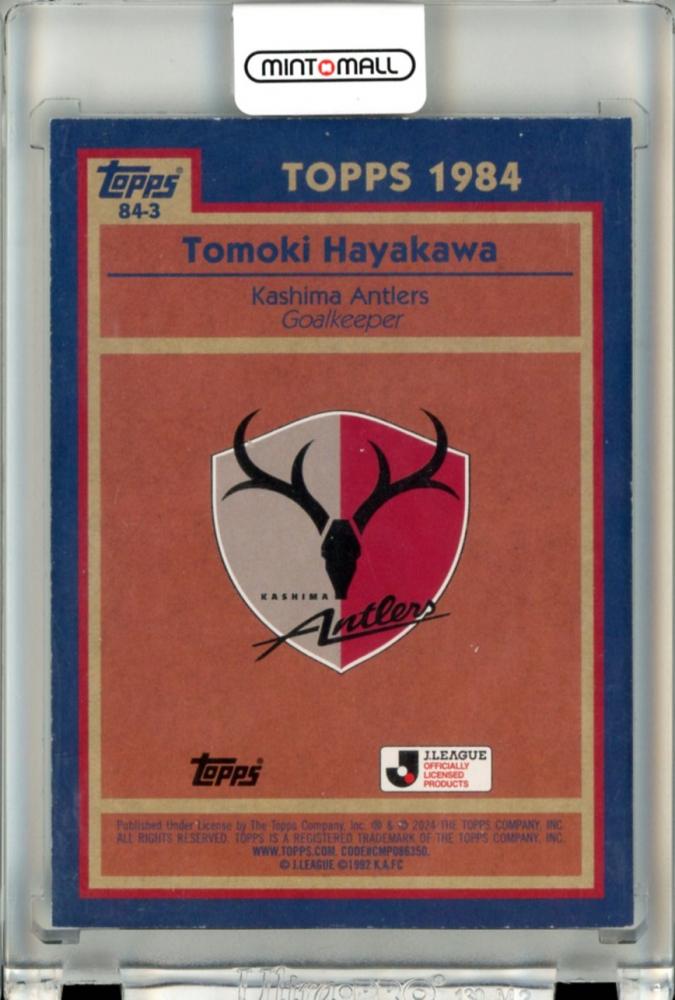 MINTMALL
topps
84-3
TOPPS 1984
Tomoki Hayakawa
Kashima Antlers
Goalkeeper
KASHIMA
Antlers
topps
J.LEAGUE
OFFICIALLY
LICENSED
PRODUCTS
Published Under License by The Topps Company, Inc. ® & © 2024 THE TOPPS COMPANY, INC.
ALL RIGHTS RESERVED. TOPPS IS A REGISTERED TRADEMARK OF THE TOPPS COMPANY, INC.
WWW.TOPPS.COM. CODE#CMP086350.
© J.LEAGUE ©1992 K.A.FC